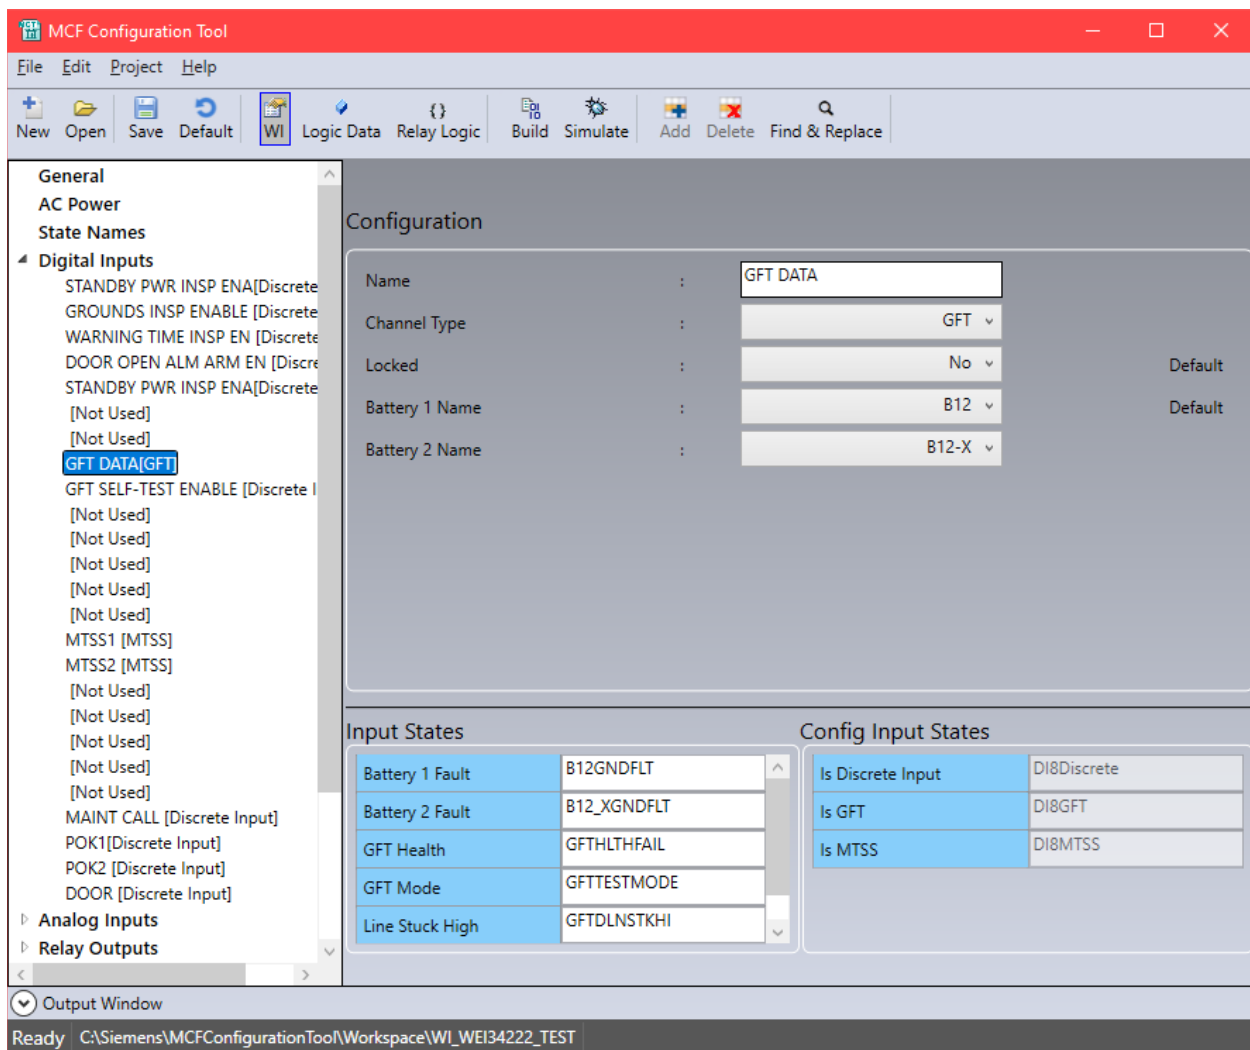 MCF Configuration Tool
File Edit Project Help
New Open Save Default WI Logic Data Relay Logic Build Simulate Add Delete Find & Replace
General
AC Power
State Names
Digital Inputs
STANDBY PWR INSP ENA[Discrete
GROUNDS INSP ENABLE [Discrete
WARNING TIME INSP EN [Discrete
DOOR OPEN ALM ARM EN [Discre
STANDBY PWR INSP ENA[Discrete
[Not Used]
[Not Used]
GFT DATA[GFT]
GFT SELF-TEST ENABLE [Discrete I
[Not Used]
[Not Used]
[Not Used]
[Not Used]
[Not Used]
MTSS1 [MTSS]
MTSS2 [MTSS]
[Not Used]
[Not Used]
[Not Used]
[Not Used]
[Not Used]
MAINT CALL [Discrete Input]
POK1[Discrete Input]
POK2 [Discrete Input]
DOOR [Discrete Input]
Analog Inputs
Relay Outputs
Configuration
Name : GFT DATA
Channel Type : GFT
Locked : No Default
Battery 1 Name : B12 Default
Battery 2 Name : B12-X
Input States
Battery 1 Fault B12GNDFLT
Battery 2 Fault B12_XGNDFLT
GFT Health GFTHLTHFAIL
GFT Mode GFTTESTMODE
Line Stuck High GFTDLNSTKHI
Config Input States
Is Discrete Input DI8Discrete
Is GFT DI8GFT
Is MTSS DI8MTSS
Output Window
Ready C:\Siemens\MCFConfigurationTool\Workspace\WI_WEI34222_TEST